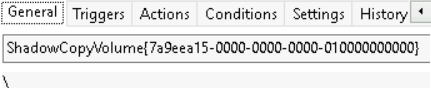 General Triggers Actions Conditions Settings History
ShadowCopyVolume{7a9eea15-0000-0000-0000-010000000000}
\